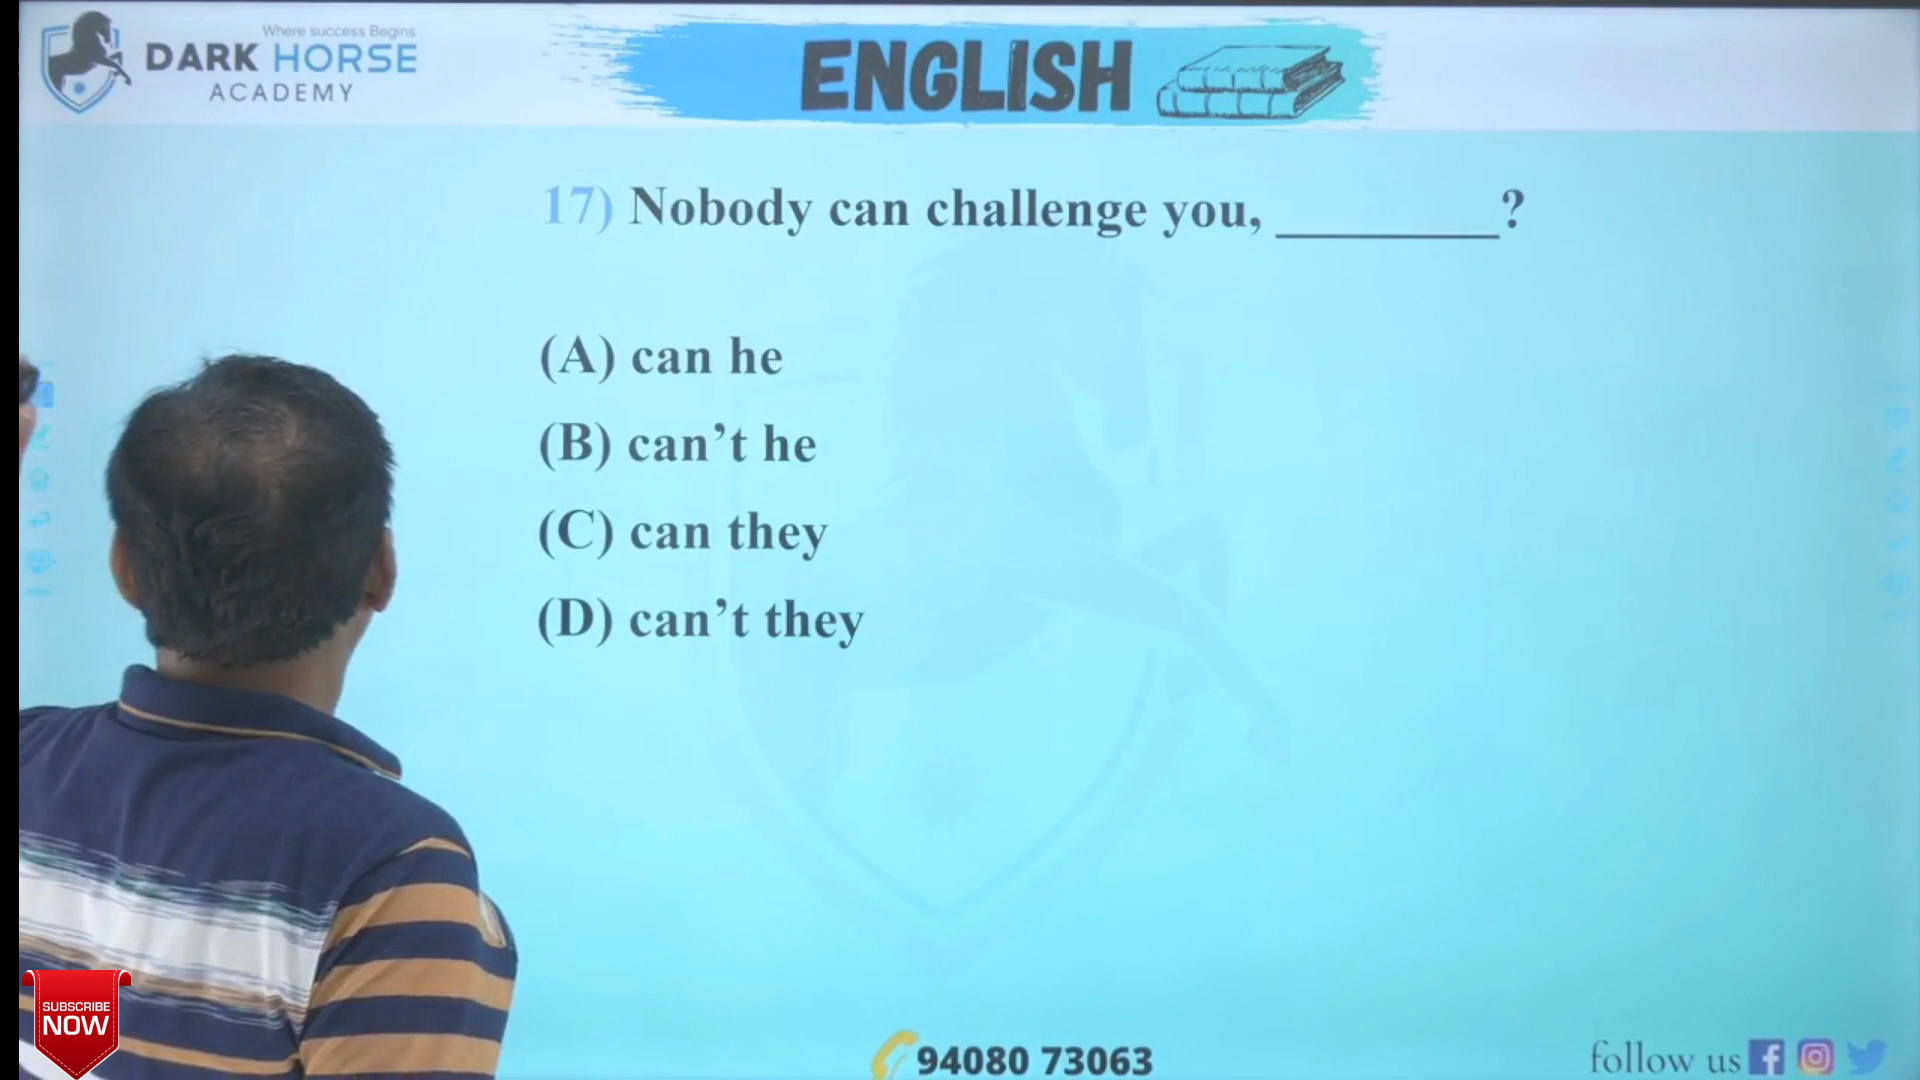 Where success Begins
DARK HORSE
ACADEMY
ENGLISH
17) Nobody can challenge you, ________?
(A) can he
(B) can’t he
(C) can they
(D) can’t they
SUBSCRIBE
NOW
94080 73063
follow us